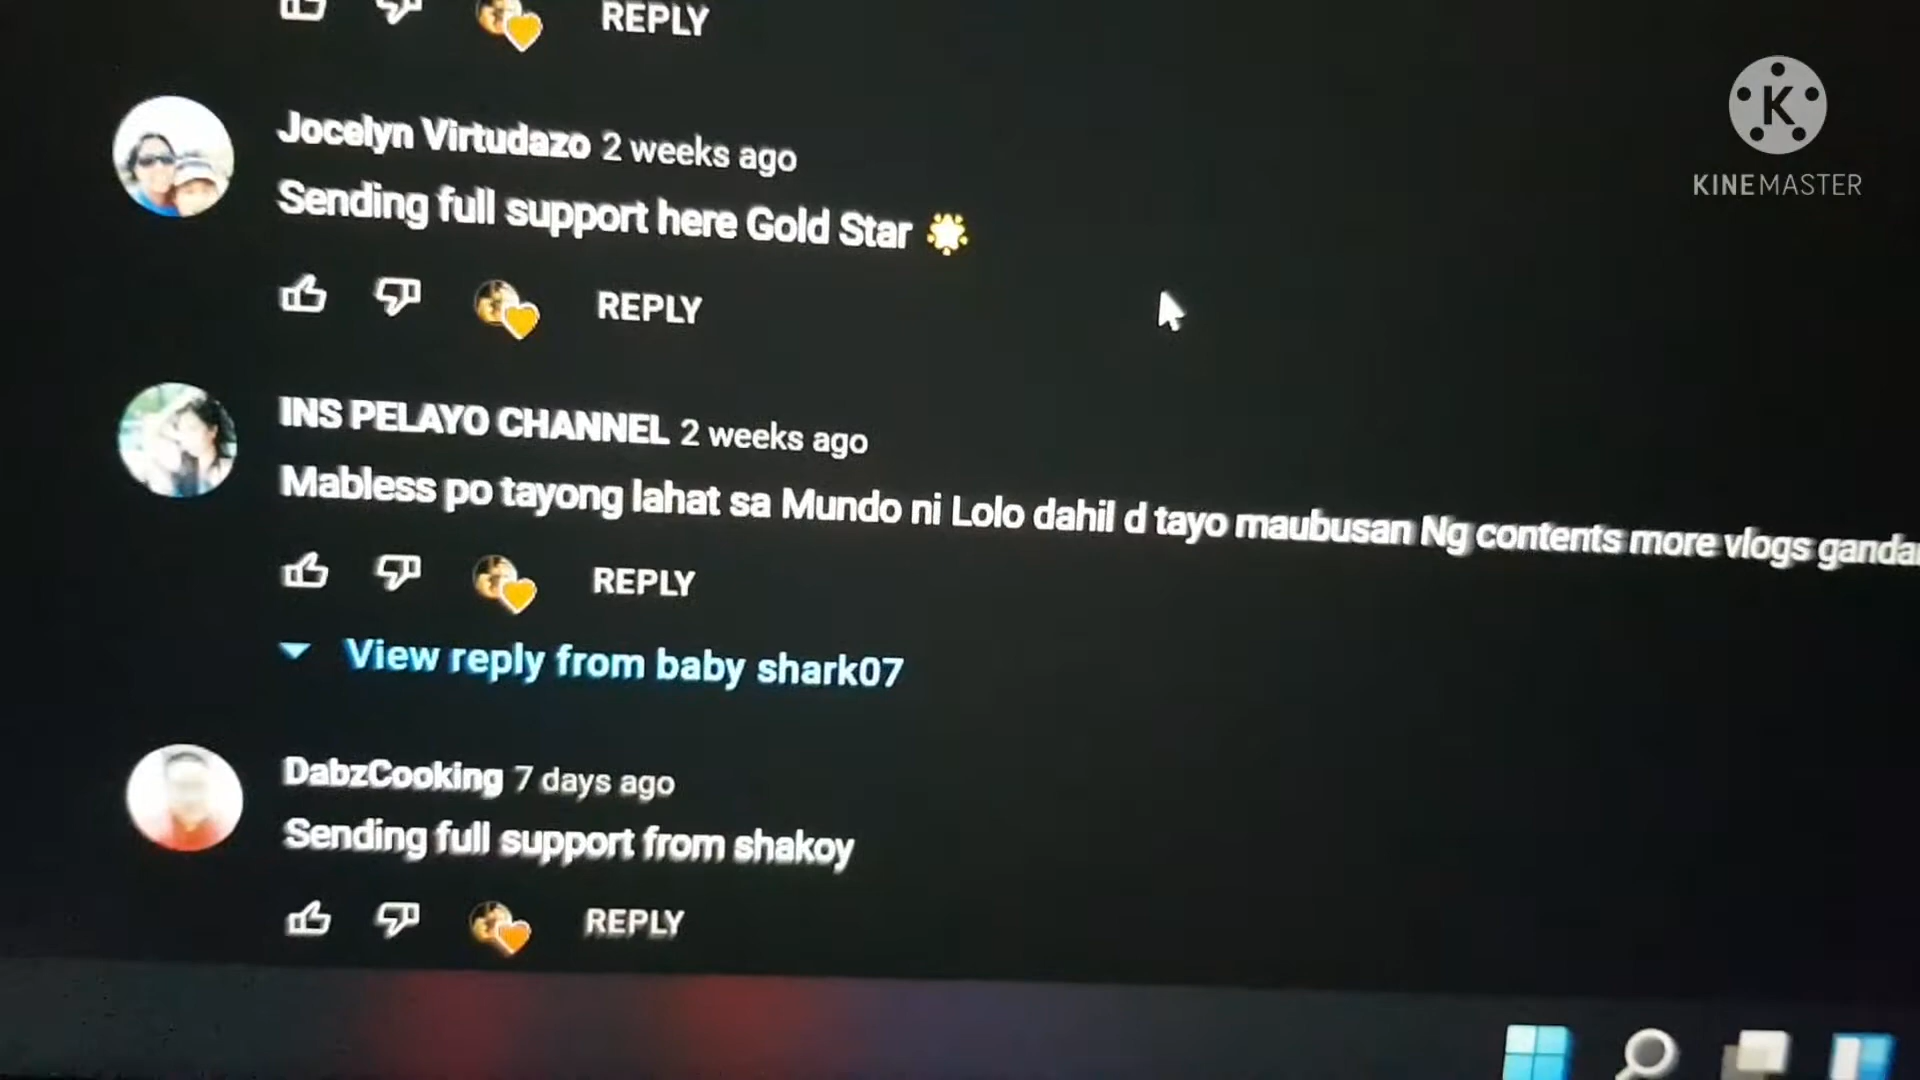 REPLY
Jocelyn Virtudazo 2 weeks ago
Sending full support here Gold Star 🌟
REPLY
INS PELAYO CHANNEL 2 weeks ago
Mabless po tayong lahat sa Mundo ni Lolo dahil d tayo maubusan Ng contents more vlogs
REPLY
View reply from baby shark07
DabzCooking 7 days ago
Sending full support from shakoy
REPLY
K
KINEMASTER